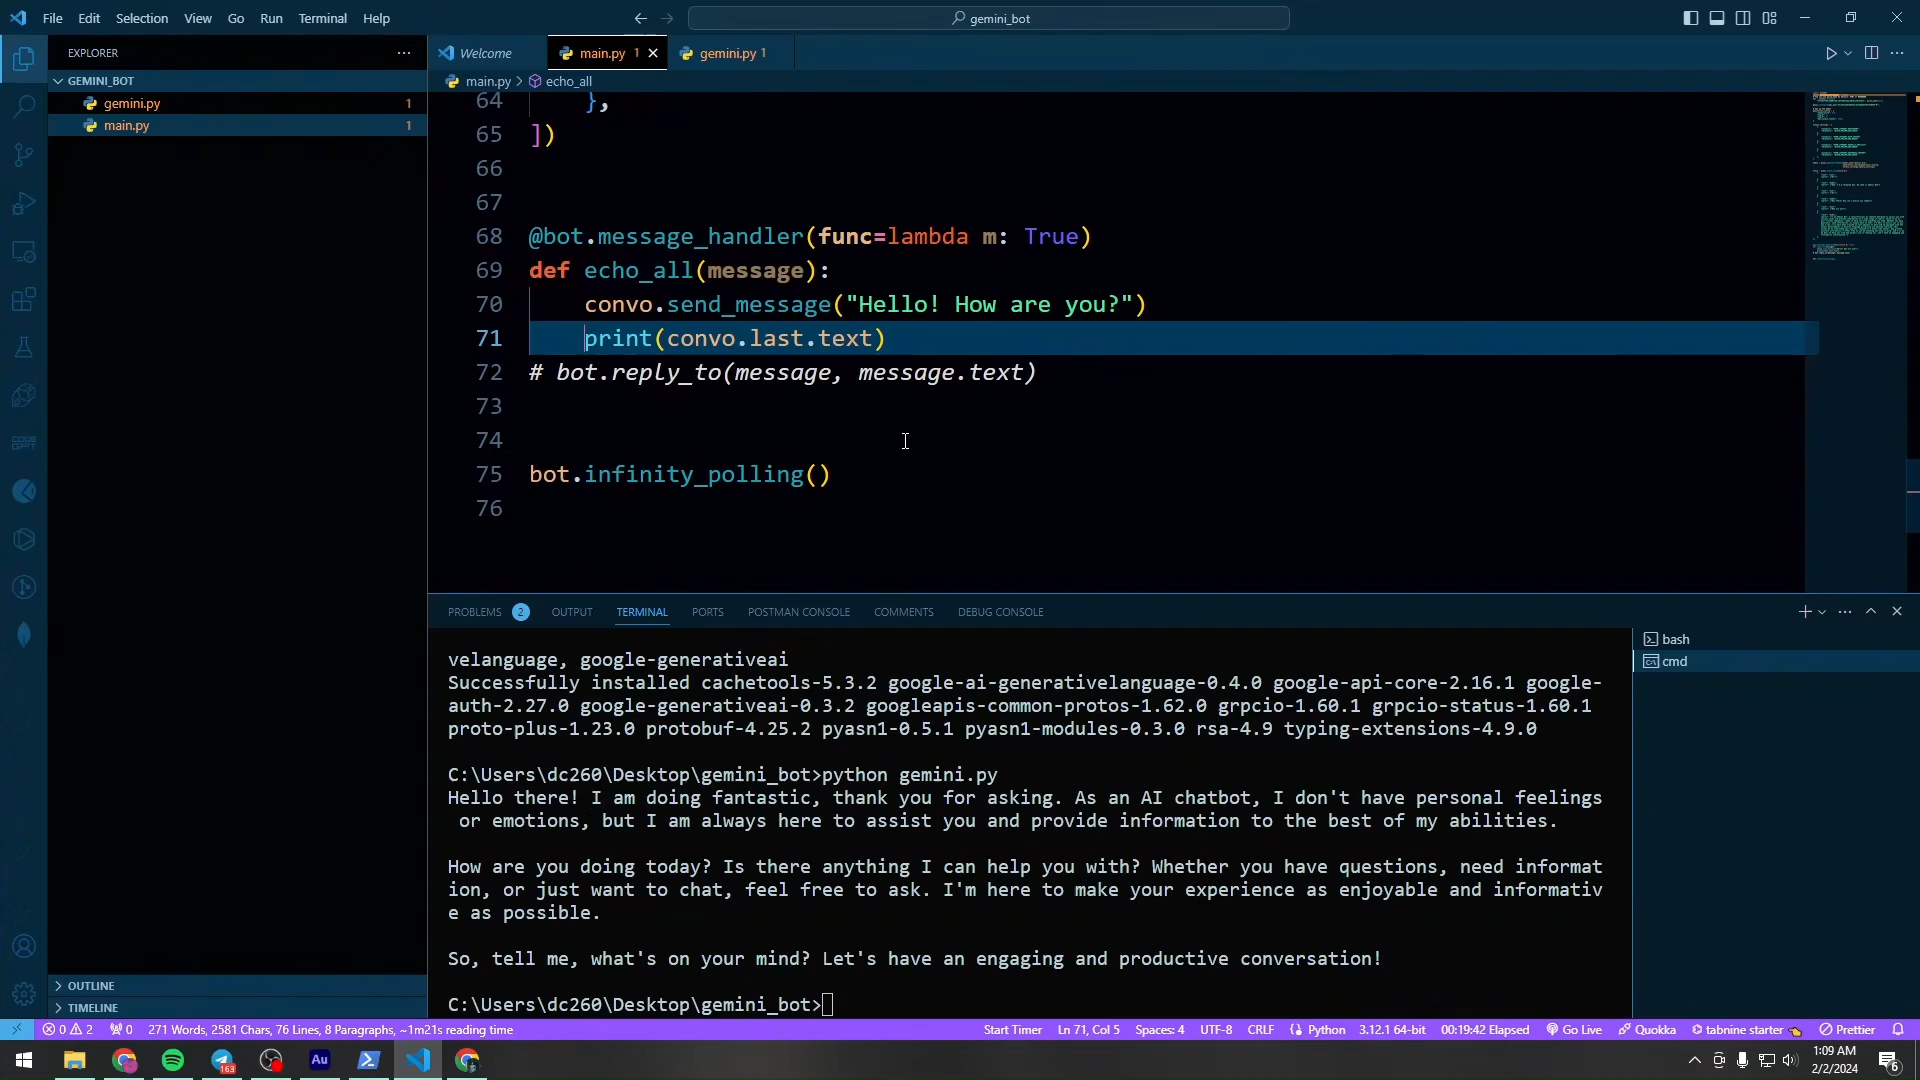 File Edit Selection View Go Run Terminal Help
gemini_bot
EXPLORER
GEMINI_BOT
gemini.py 1
main.py 1
OUTLINE
TIMELINE
Welcome
main.py 1
gemini.py 1
main.py > echo_all
64 },
65 ])
66
67
68 @bot.message_handler(func=lambda m: True)
69 def echo_all(message):
70 convo.send_message("Hello! How are you?")
71 print(convo.last.text)
72 # bot.reply_to(message, message.text)
73
74
75 bot.infinity_polling()
76
PROBLEMS 2 OUTPUT TERMINAL PORTS POSTMAN CONSOLE COMMENTS DEBUG CONSOLE
bash
cmd
velanguage, google-generativeai
Successfully installed cachetools-5.3.2 google-ai-generativelanguage-0.4.0 google-api-core-2.16.1 google-
auth-2.27.0 google-generativeai-0.3.2 googleapis-common-protos-1.62.0 grpcio-1.60.1 grpcio-status-1.60.1
proto-plus-1.23.0 protobuf-4.25.2 pyasn1-0.5.1 pyasn1-modules-0.3.0 rsa-4.9 typing-extensions-4.9.0
C:\Users\dc260\Desktop\gemini_bot>python gemini.py
Hello there! I am doing fantastic, thank you for asking. As an AI chatbot, I don't have personal feelings
or emotions, but I am always here to assist you and provide information to the best of my abilities.
How are you doing today? Is there anything I can help you with? Whether you have questions, need informat
ion, or just want to chat, feel free to ask. I'm here to make your experience as enjoyable and informativ
e as possible.
So, tell me, what's on your mind? Let's have an engaging and productive conversation!
C:\Users\dc260\Desktop\gemini_bot>
0 2 0 271 Words, 2581 Chars, 76 Lines, 8 Paragraphs, ~1m21s reading time
Start Timer Ln 71, Col 5 Spaces: 4 UTF-8 CRLF Python 3.12.1 64-bit 00:19:42 Elapsed Go Live Quokka tabnine starter Prettier
163
Au
1:09 AM
2/2/2024
6